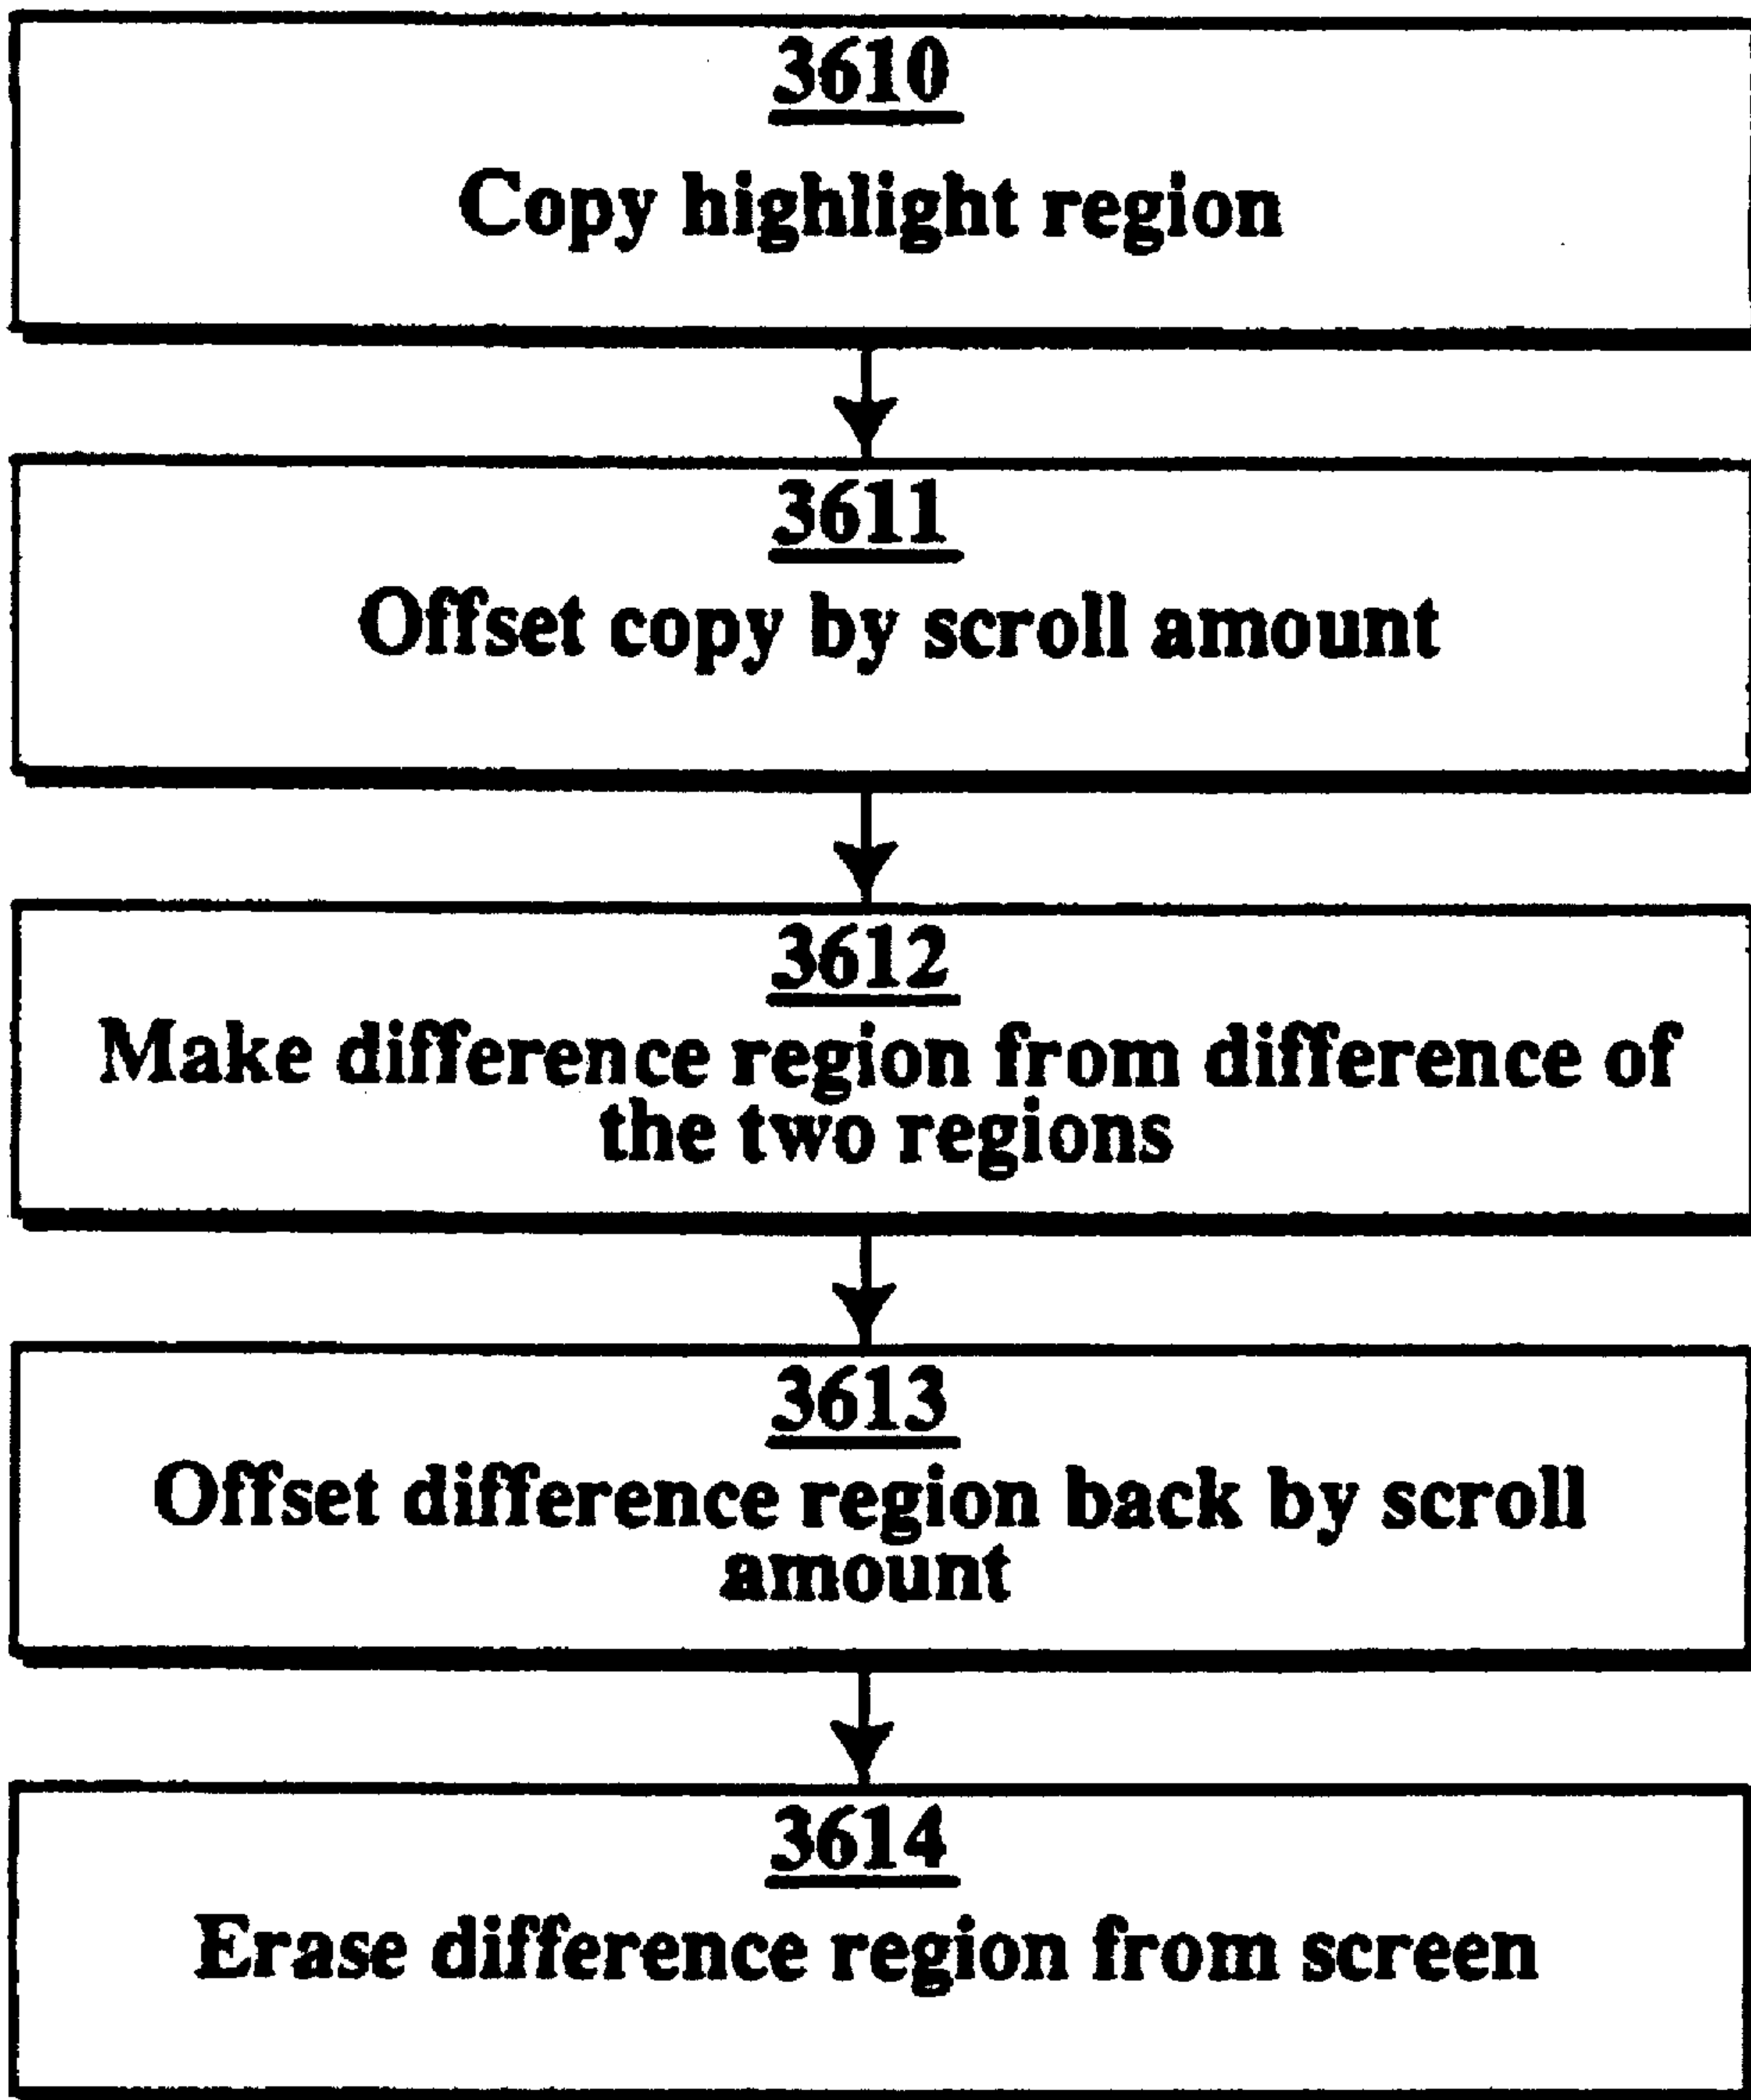 3610
Copy highlight region
3611
Offset copy by scroll amount
3612
Make difference region from difference of
the two regions
3613
Offset difference region back by scroll
amount
3614
Erase difference region from screen